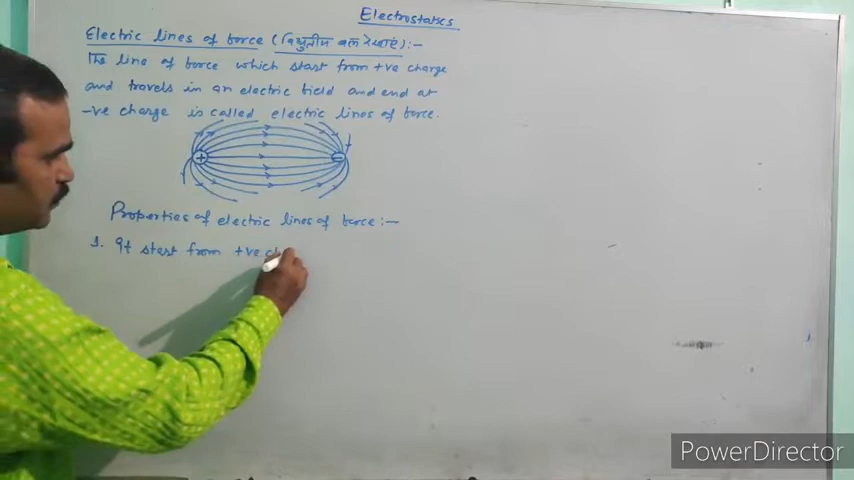 Electrostatics
Electric lines of force (विद्युतीय बल रेखाएं) :-
The line of force which start from +ve charge
and travels in an electric field and end at
-ve charge is called electric lines of force.
+ -
Properties of electric lines of force :-
1. It start from +ve ch
PowerDirector